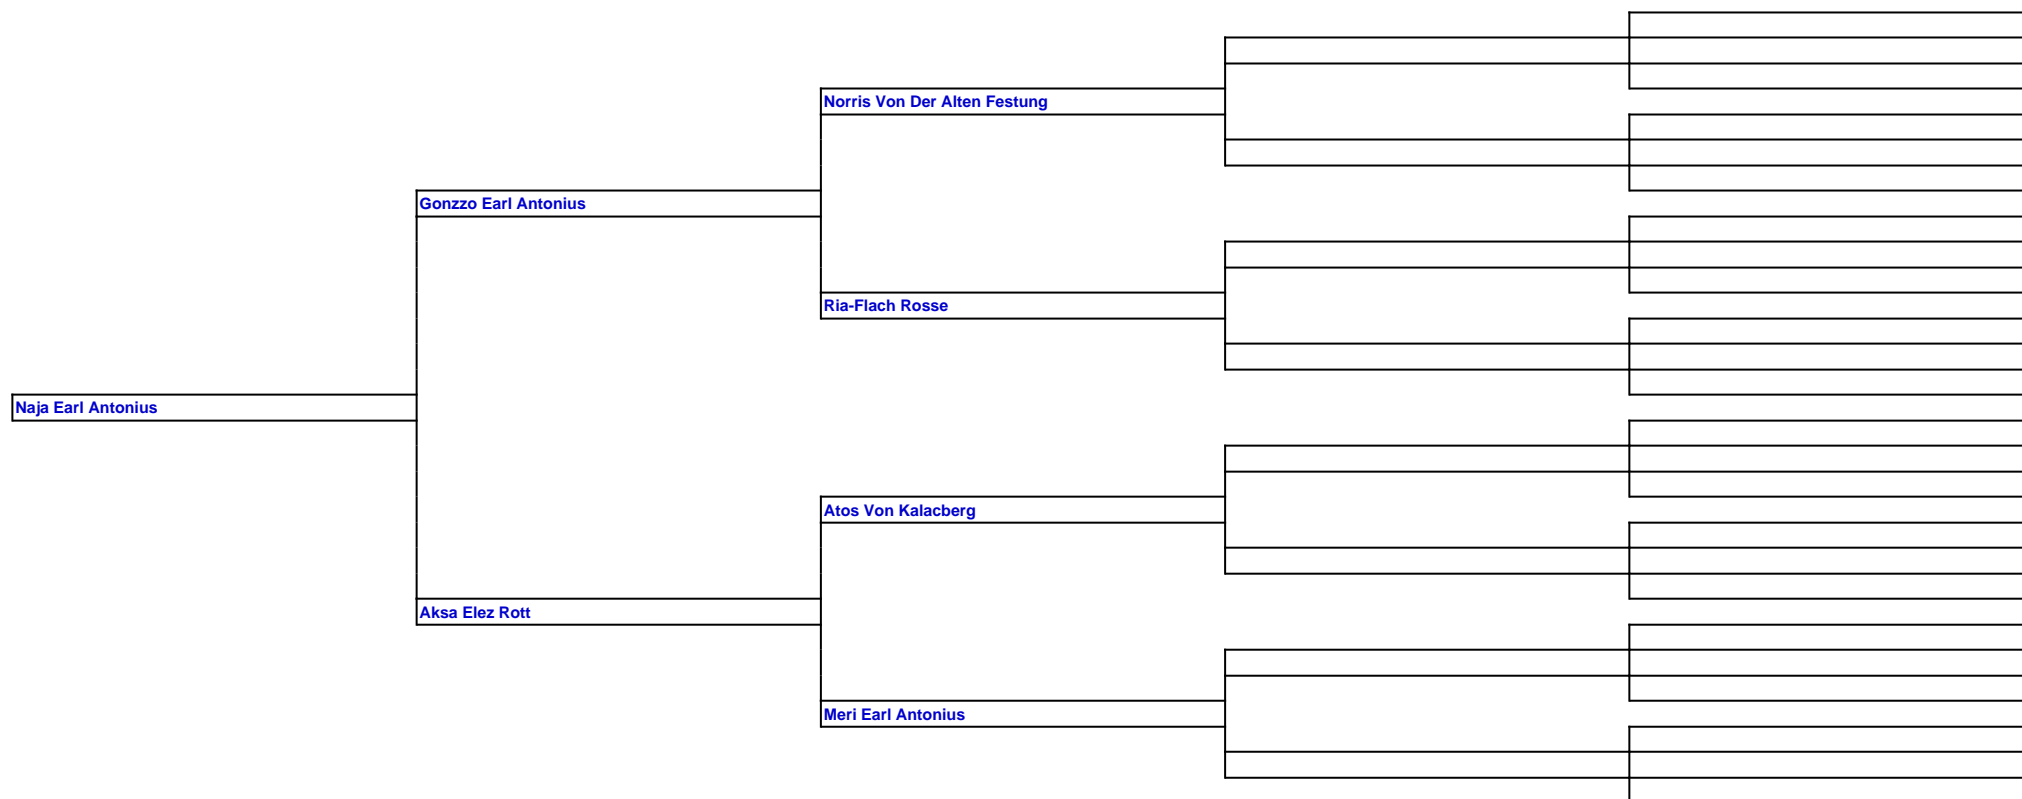 Norris Von Der Alten Festung
Gonzzo Earl Antonius
Ria-Flach Rosse
Naja Earl Antonius
Atos Von Kalacberg
Aksa Elez Rott
Meri Earl Antonius